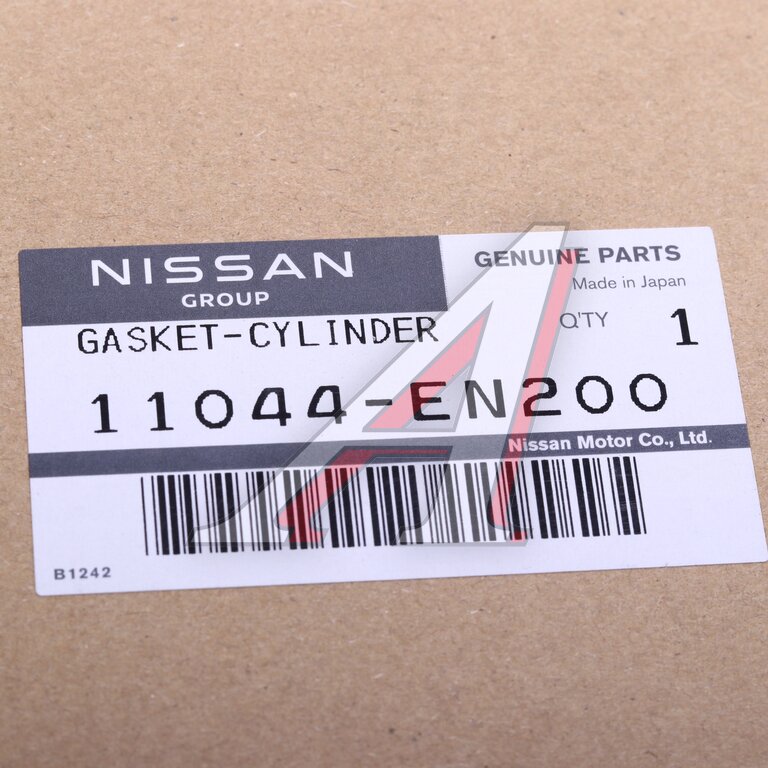 NISSAN
GROUP
GENUINE PARTS
Made in Japan
GASKET-CYLINDER
Q'TY 1
11044-EN200
Nissan Motor Co., Ltd.
B1242